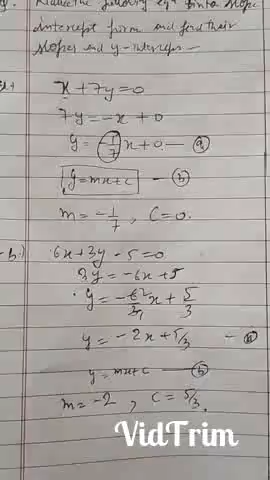 Reduce the following eqⁿ into slope
intercept form and find their
slopes and y-intercepts –
x + 7y = 0
7y = -x + 0
y = -1/7 x + 0 — (a)
y = mx + c — (b)
m = -1/7 , c = 0.
b.) 6x + 3y - 5 = 0
3y = -6x + 5
y = -6/3 x + 5/3
y = -2x + 5/3 — (a)
y = mx + c — (b)
m = -2 , c = 5/3.
VidTrim